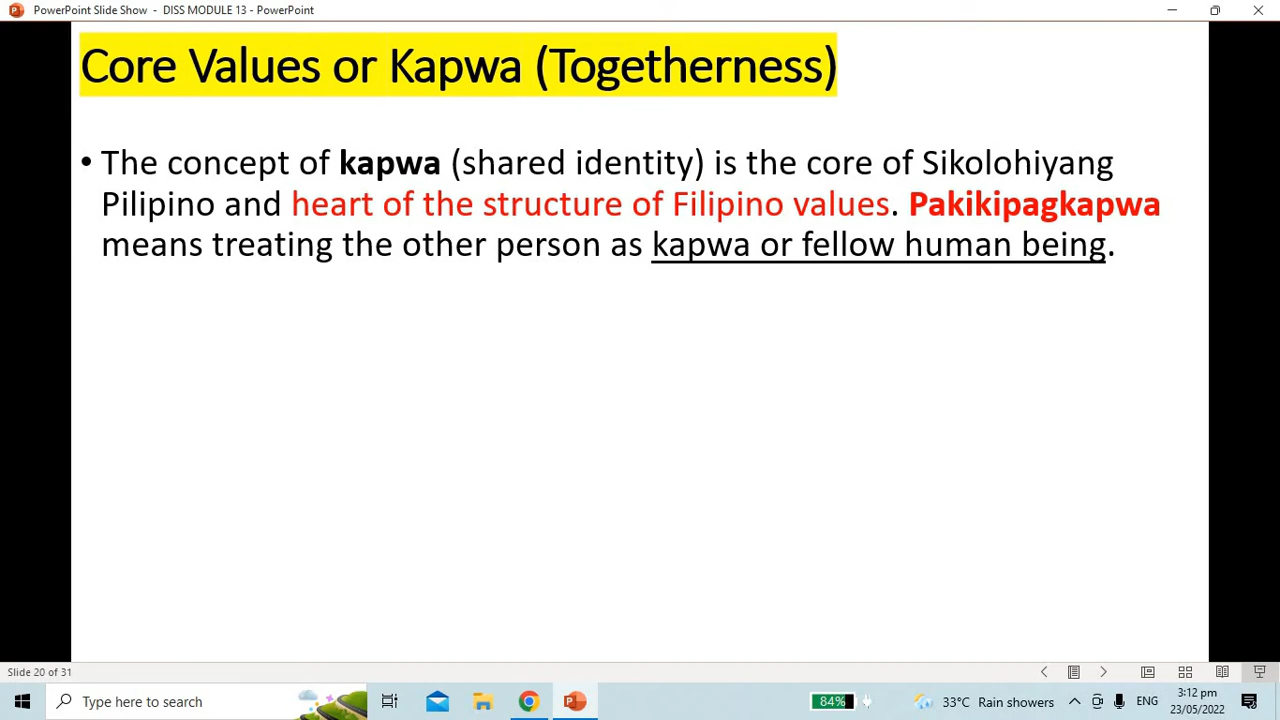 PowerPoint Slide Show - DISS MODULE 13 - PowerPoint
Core Values or Kapwa (Togetherness)
• The concept of kapwa (shared identity) is the core of Sikolohiyang
Pilipino and heart of the structure of Filipino values. Pakikipagkapwa
means treating the other person as kapwa or fellow human being.
Slide 20 of 31
Type here to search
84%
33°C Rain showers
ENG
3:12 pm
23/05/2022